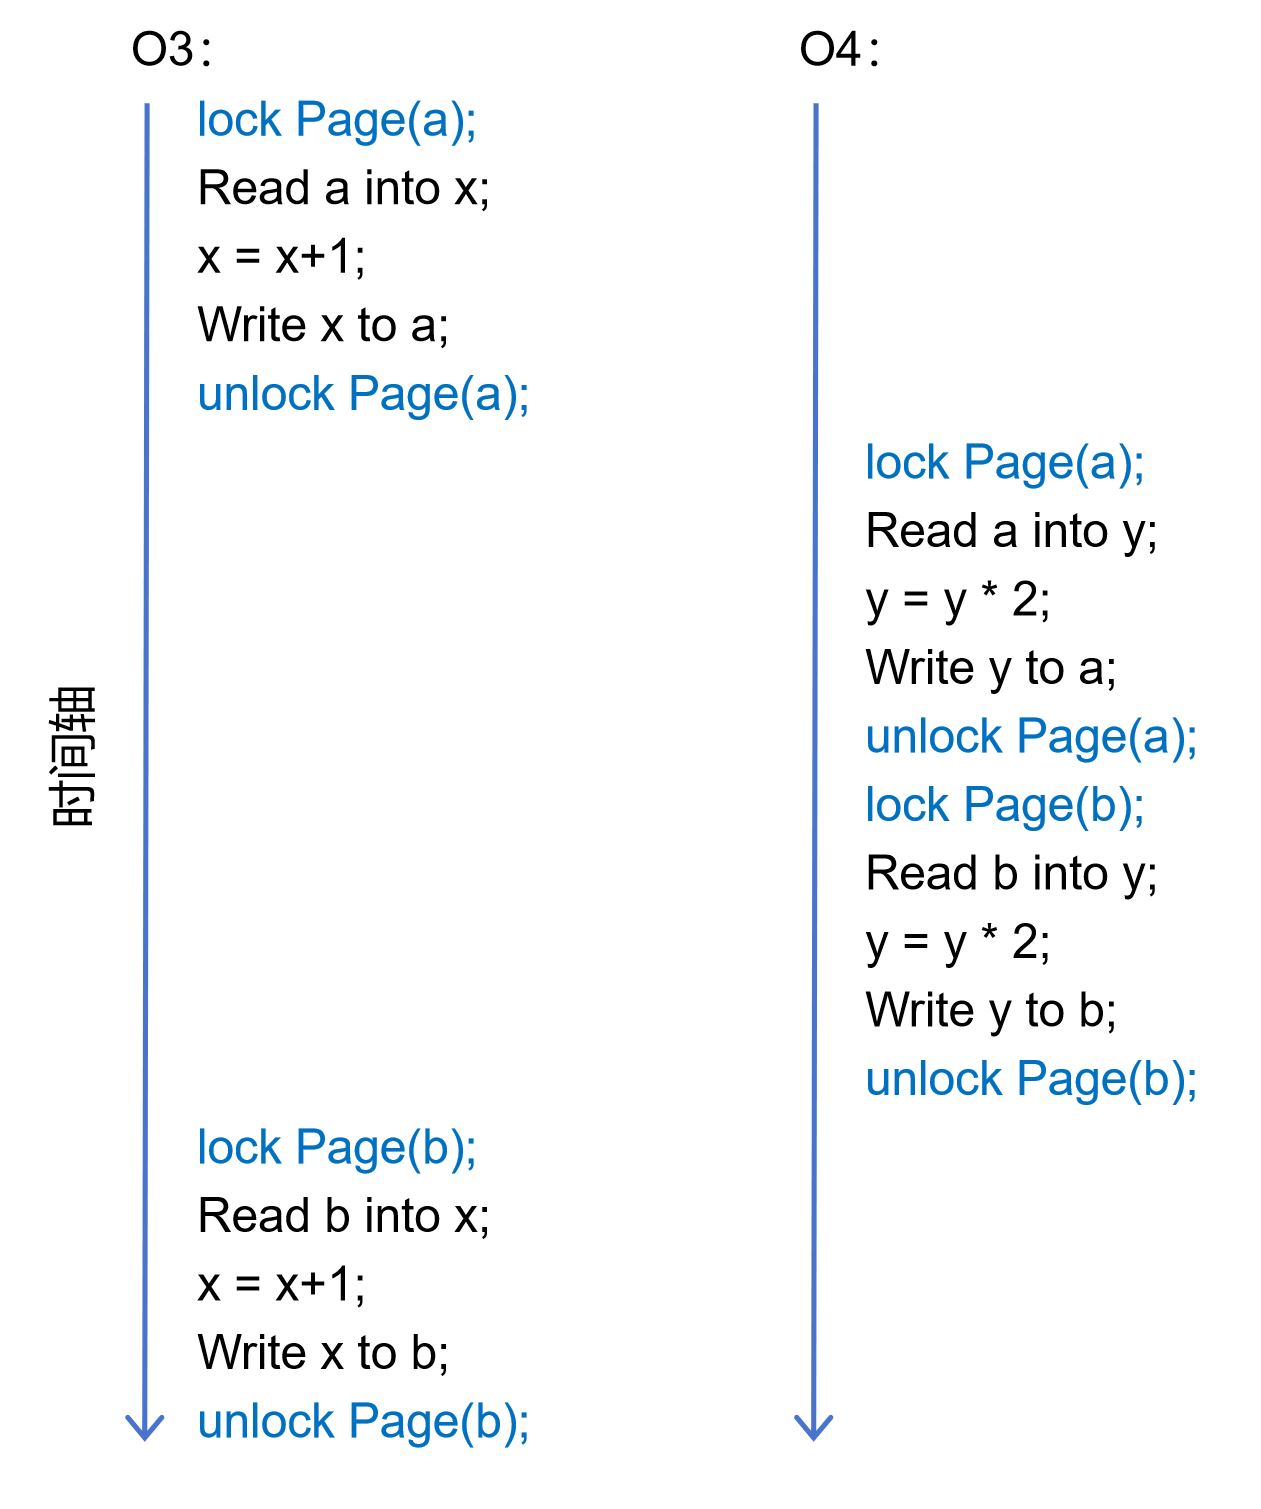 O3:
lock Page(a);
Read a into x;
x = x+1;
Write x to a;
unlock Page(a);
lock Page(b);
Read b into x;
x = x+1;
Write x to b;
unlock Page(b);
O4:
lock Page(a);
Read a into y;
y = y * 2;
Write y to a;
unlock Page(a);
lock Page(b);
Read b into y;
y = y * 2;
Write y to b;
unlock Page(b);
时间轴